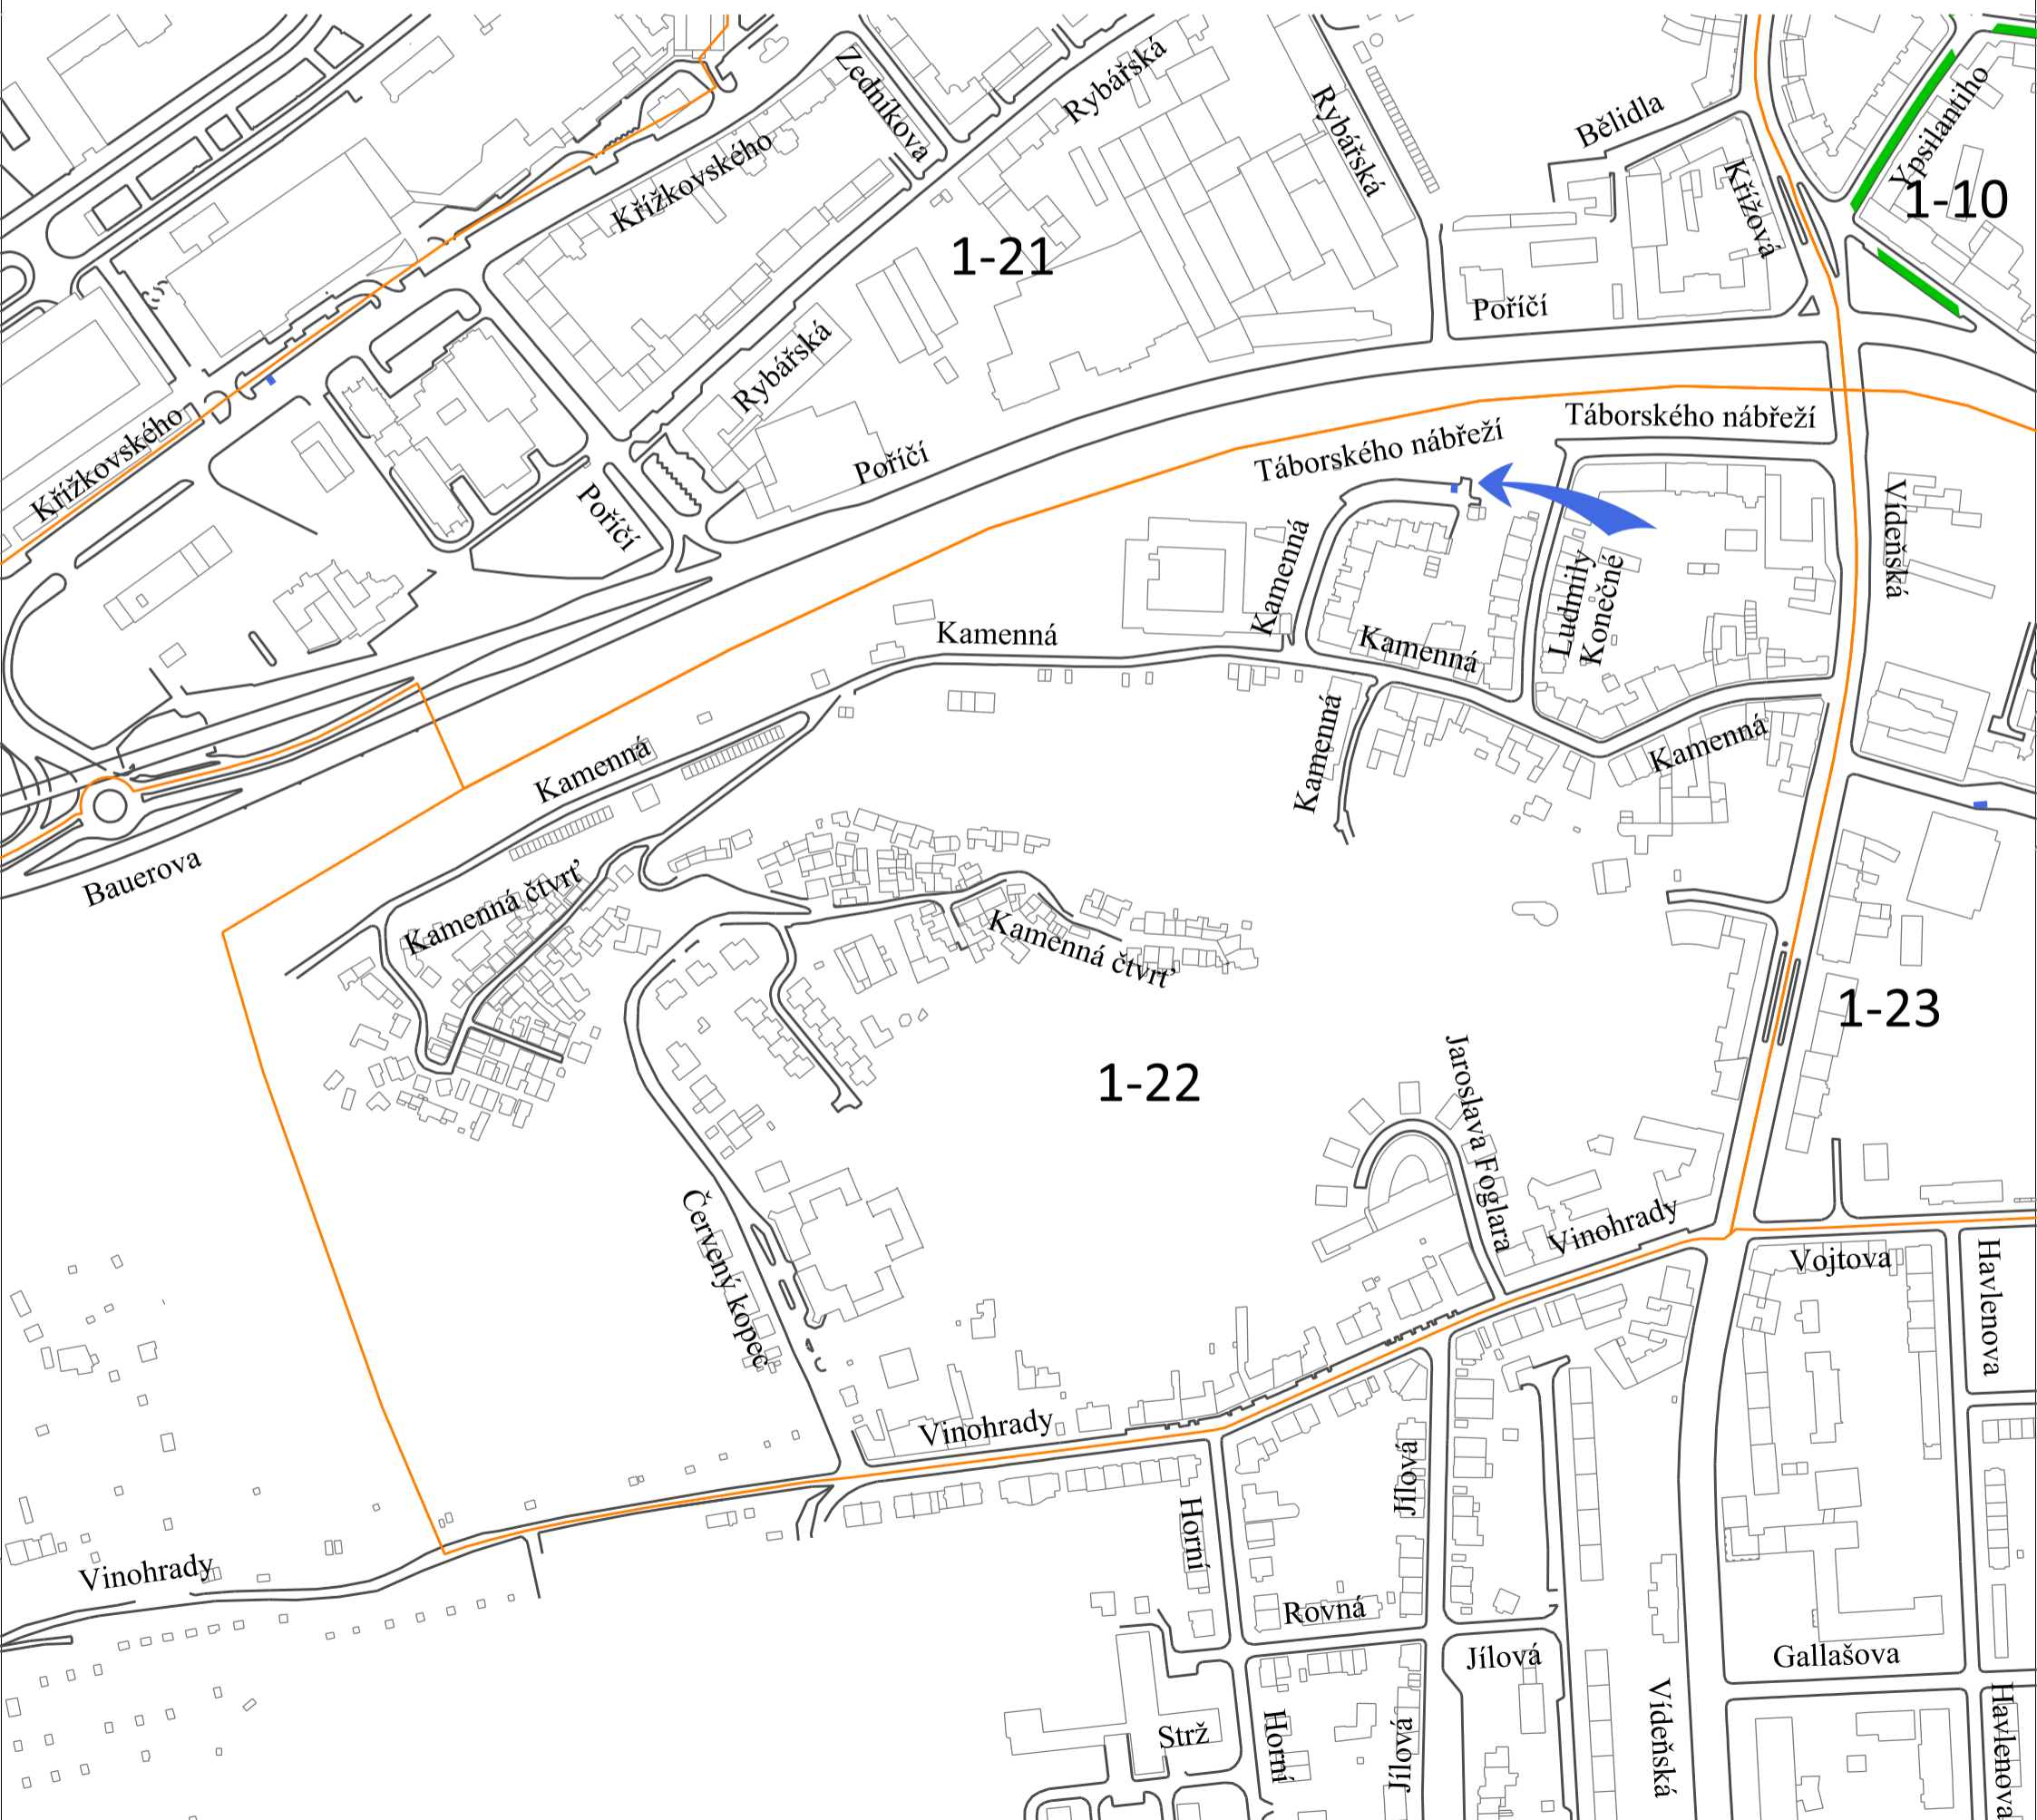 Zedníkova
Rybářská
Rybářská
Bělidla
Ypsilantiho
1-10
Křížkovského
Křížová
1-21
Poříčí
Rybářská
Křížkovského
Táborského nábřeží
Táborského nábřeží
Poříčí
Poříčí
Vídeňská
Kamenná
Ludmily
Konečné
Kamenná
Kamenná
Kamenná
Kamenná
Kamenná
Bauerova
Kamenná čtvrť
Kamenná čtvrť
1-23
1-22
Jaroslava Foglara
Červený kopec
Vinohrady
Vojtova
Havlenova
Vinohrady
Jílová
Horní
Vinohrady
Rovná
Jílová
Gallašova
Vídeňská
Havlenova
Strž
Horní
Jílová